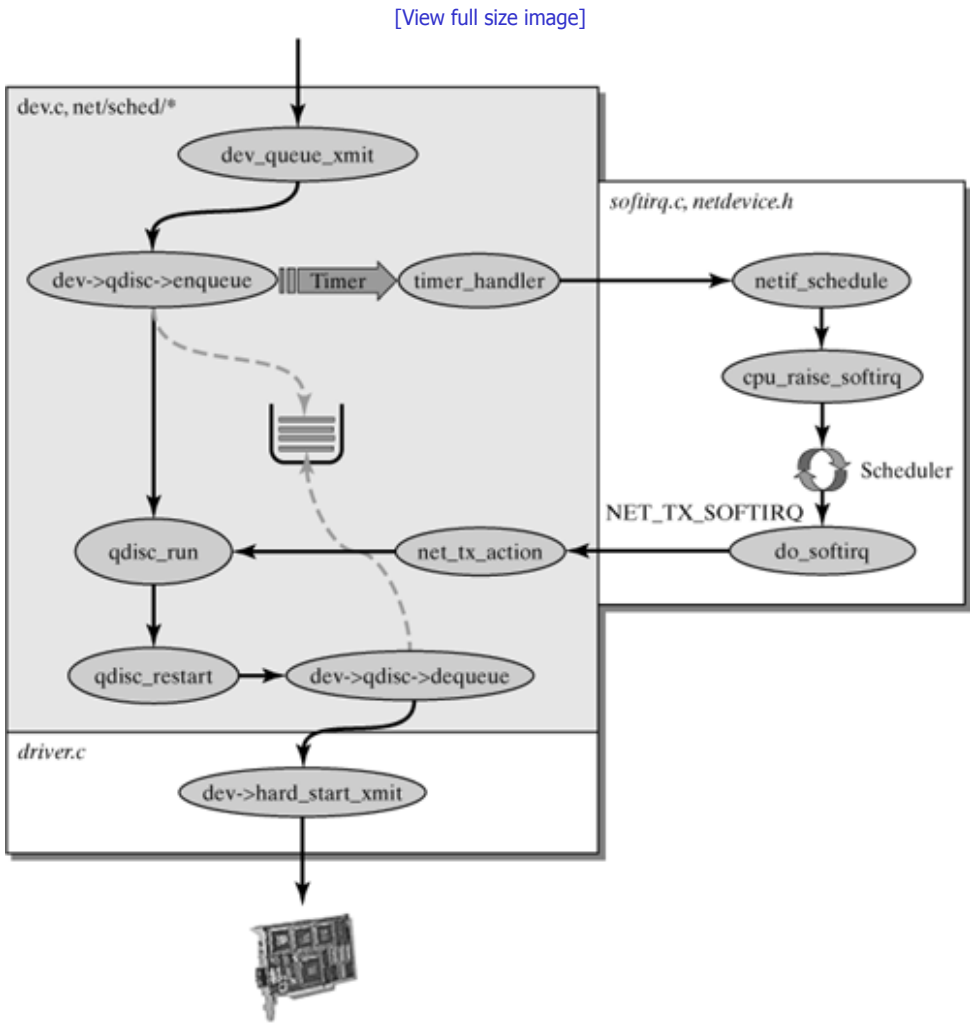 [View full size image]
dev.c, net/sched/*
dev_queue_xmit
softirq.c, netdevice.h
dev->qdisc->enqueue
Timer
timer_handler
netif_schedule
cpu_raise_softirq
Scheduler
NET_TX_SOFTIRQ
qdisc_run
net_tx_action
do_softirq
qdisc_restart
dev->qdisc->dequeue
driver.c
dev->hard_start_xmit